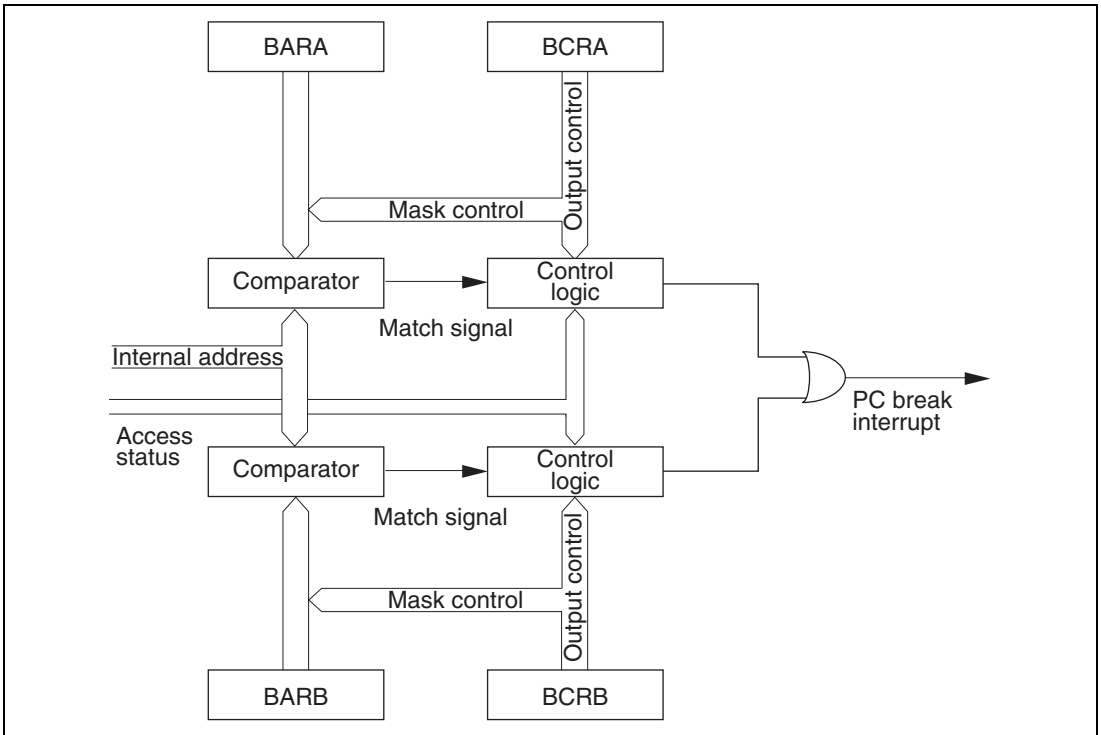 BARA
BCRA
Output control
Mask control
Comparator
Control
logic
Match signal
Internal address
Access
status
PC break
interrupt
Comparator
Control
logic
Match signal
Output control
Mask control
BARB
BCRB